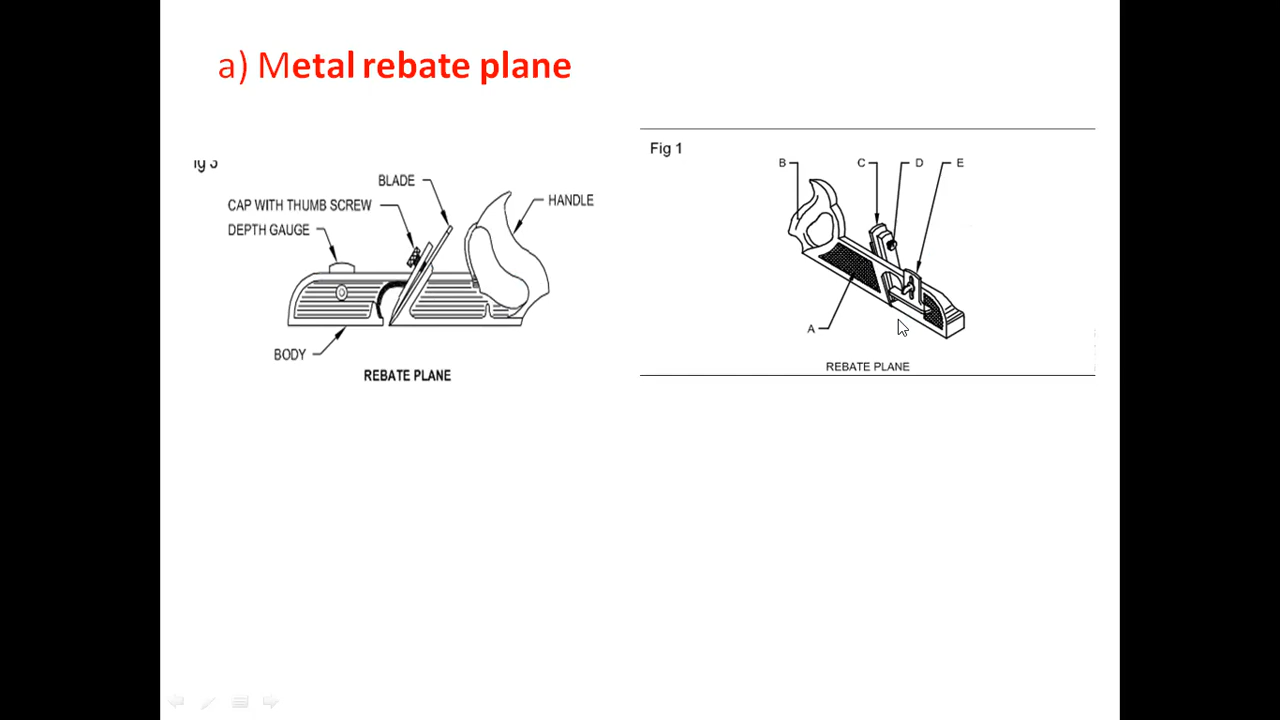 a) Metal rebate plane
BLADE
CAP WITH THUMB SCREW
HANDLE
DEPTH GAUGE
BODY
REBATE PLANE
Fig 1
B C D E
A
REBATE PLANE